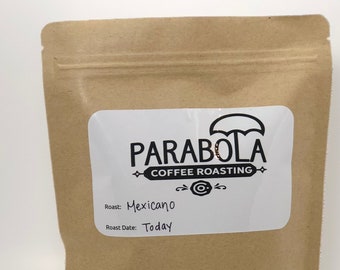 PARABOLA
COFFEE ROASTING
Roast: Mexicano
Roast Date: Today